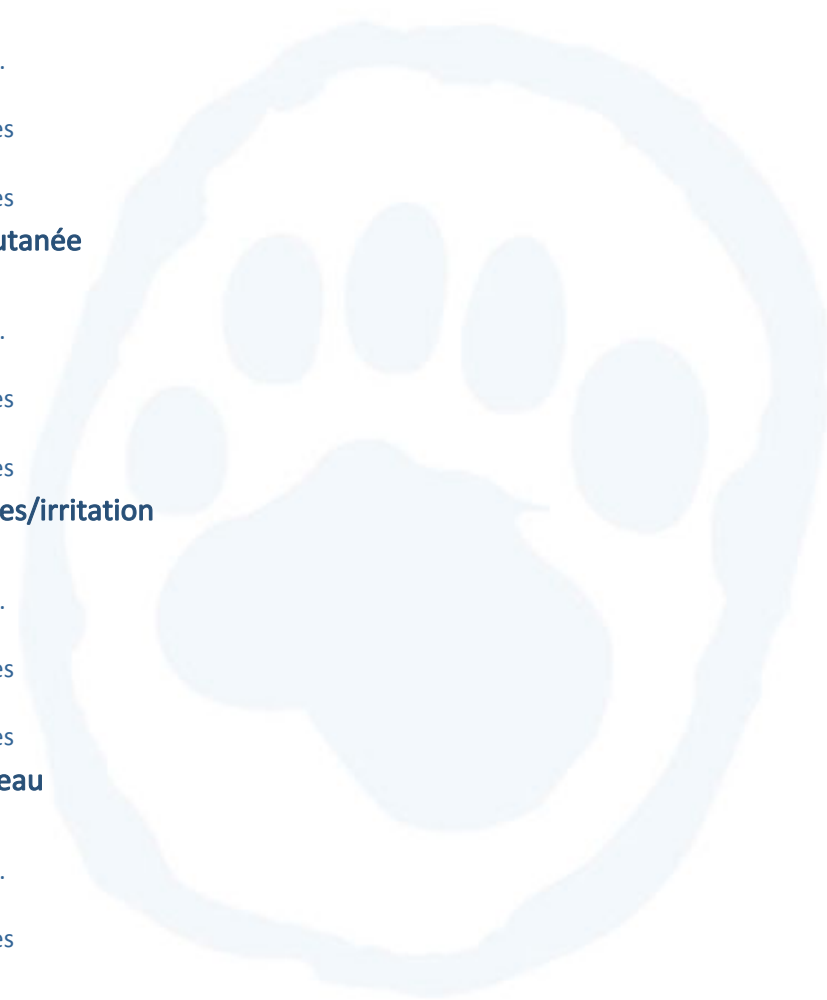 .
es
es
utanée
.
es
es
es/irritation
.
es
es
eau
.
es